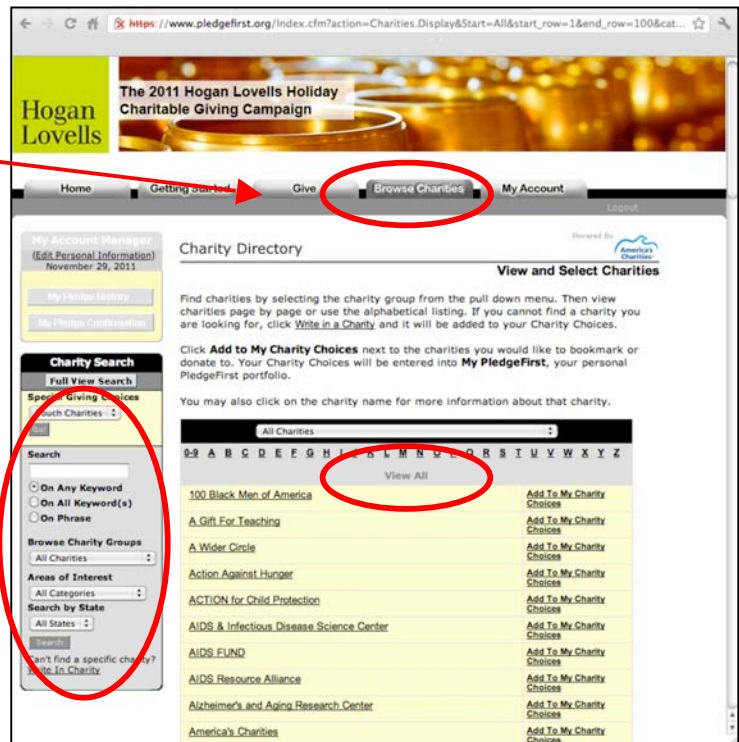 https://www.pledgefirst.org/Index.cfm?action=Charities.Display&Start=All&start_row=1&end_row=100&cat...
Hogan
Lovells
The 2011 Hogan Lovells Holiday
Charitable Giving Campaign
Home Getting Started Give Browse Charities My Account
Logout
My Account Manager
(Edit Personal Information)
November 29, 2011
My Pledge History
My Pledge Confirmation
Charity Search
Full View Search
Special Giving Choices
Touch Charities
Go!
Search
On Any Keyword
On All Keyword(s)
On Phrase
Browse Charity Groups
All Charities
Areas of Interest
All Categories
Search by State
All States
Search
Can't find a specific charity?
Write In Charity
Charity Directory
Powered By
America's
Charities
View and Select Charities
Find charities by selecting the charity group from the pull down menu. Then view
charities page by page or use the alphabetical listing. If you cannot find a charity you
are looking for, click Write in a Charity and it will be added to your Charity Choices.
Click Add to My Charity Choices next to the charities you would like to bookmark or
donate to. Your Charity Choices will be entered into My PledgeFirst, your personal
PledgeFirst portfolio.
You may also click on the charity name for more information about that charity.
All Charities
0-9 A B C D E F G H I J K L M N O P Q R S T U V W X Y Z
View All
100 Black Men of America Add To My Charity
Choices
A Gift For Teaching Add To My Charity
Choices
A Wider Circle Add To My Charity
Choices
Action Against Hunger Add To My Charity
Choices
ACTION for Child Protection Add To My Charity
Choices
AIDS & Infectious Disease Science Center Add To My Charity
Choices
AIDS FUND Add To My Charity
Choices
AIDS Resource Alliance Add To My Charity
Choices
Alzheimer's and Aging Research Center Add To My Charity
Choices
America's Charities Add To My Charity
Choices